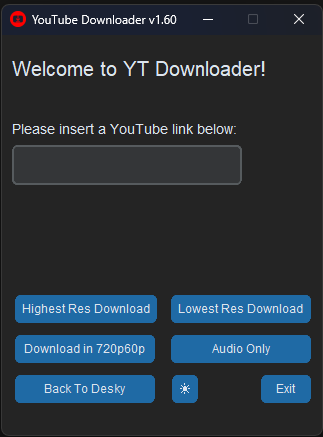 YouTube Downloader v1.60
Welcome to YT Downloader!
Please insert a YouTube link below:
Highest Res Download
Lowest Res Download
Download in 720p60p
Audio Only
Back To Desky
Exit